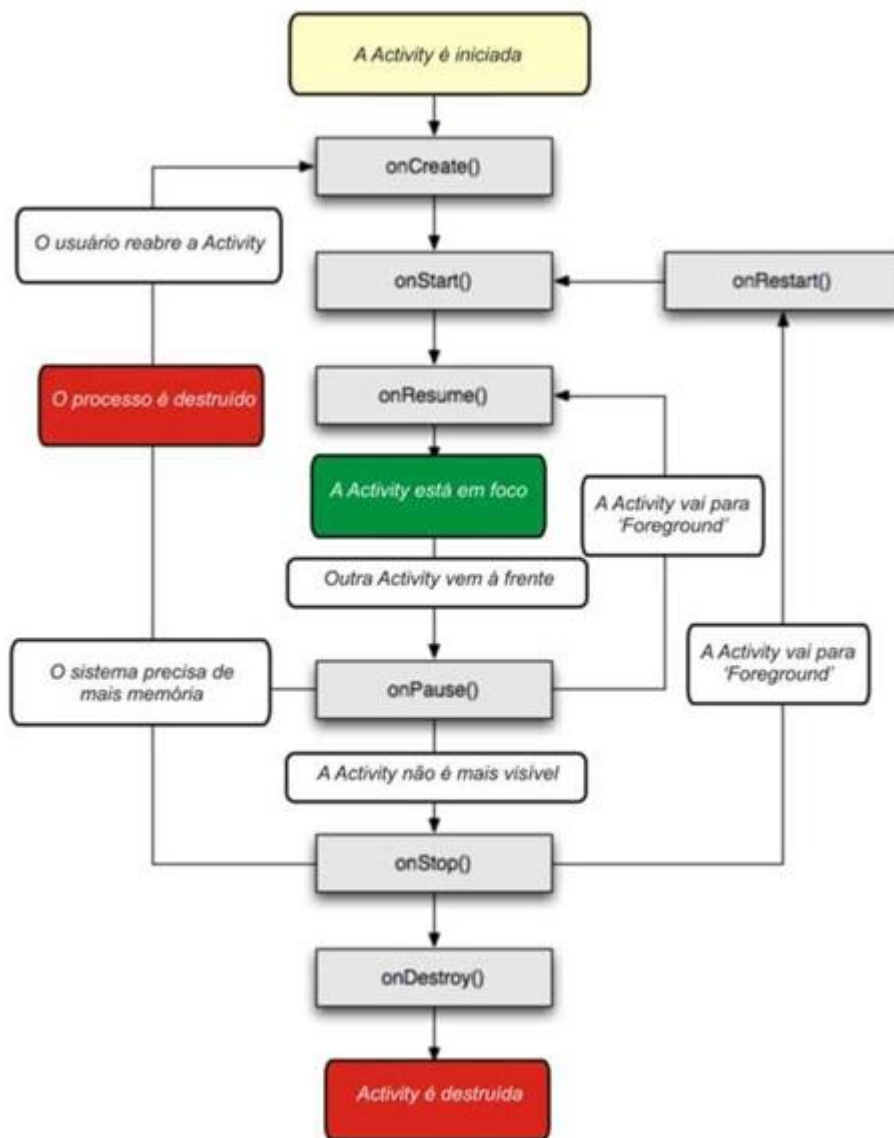 A Activity é iniciada
onCreate()
O usuário reabre a Activity
onStart()
onRestart()
O processo é destruído
onResume()
A Activity está em foco
A Activity vai para
'Foreground'
Outra Activity vem à frente
O sistema precisa de
mais memória
onPause()
A Activity vai para
'Foreground'
A Activity não é mais visível
onStop()
onDestroy()
Activity é destruída